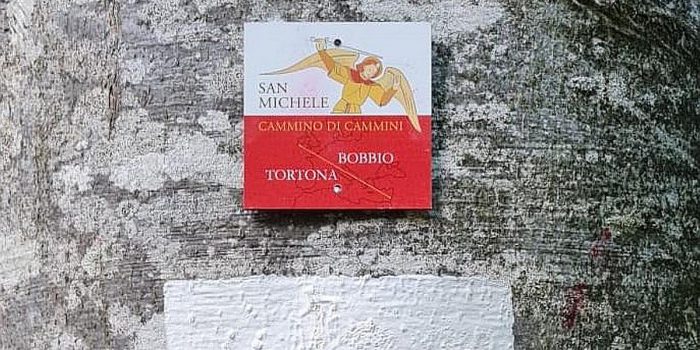 SAN
MICHELE
CAMMINO DI CAMMINI
BOBBIO
TORTONA